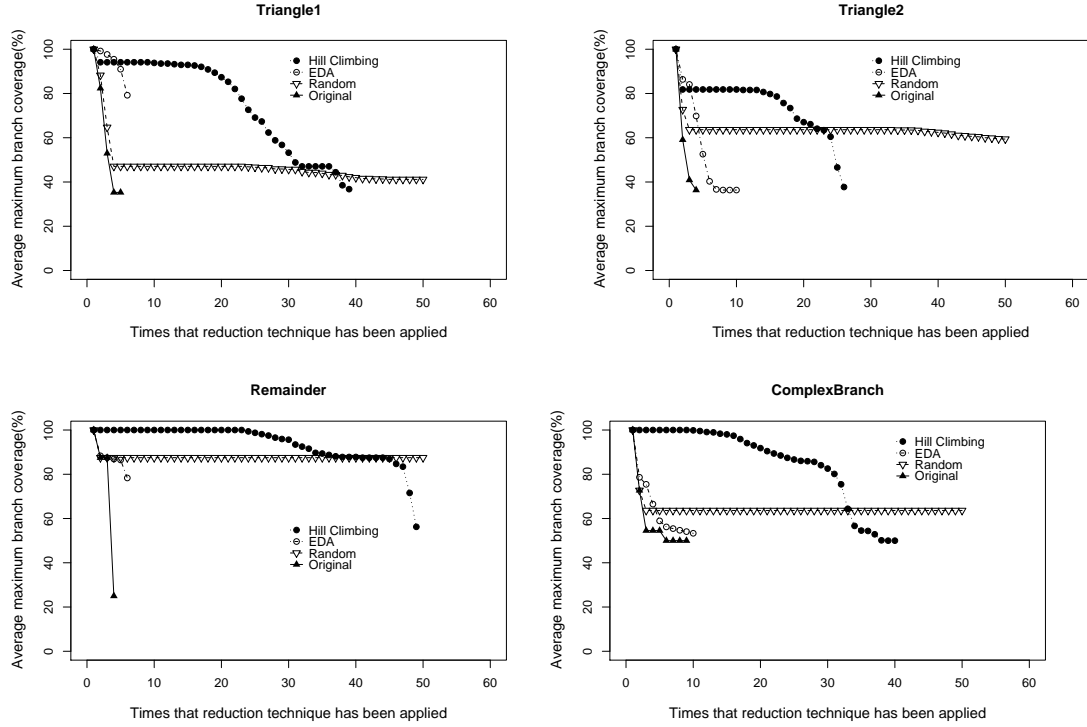 Triangle1
Average maximum branch coverage(%)
100
80
60
40
20
0
Hill Climbing
EDA
Random
Original
0 10 20 30 40 50 60
Times that reduction technique has been applied
Triangle2
Average maximum branch coverage(%)
100
80
60
40
20
0
Hill Climbing
EDA
Random
Original
0 10 20 30 40 50 60
Times that reduction technique has been applied
Remainder
Average maximum branch coverage(%)
100
80
60
40
20
0
Hill Climbing
EDA
Random
Original
0 10 20 30 40 50 60
Times that reduction technique has been applied
ComplexBranch
Average maximum branch coverage(%)
100
80
60
40
20
0
Hill Climbing
EDA
Random
Original
0 10 20 30 40 50 60
Times that reduction technique has been applied